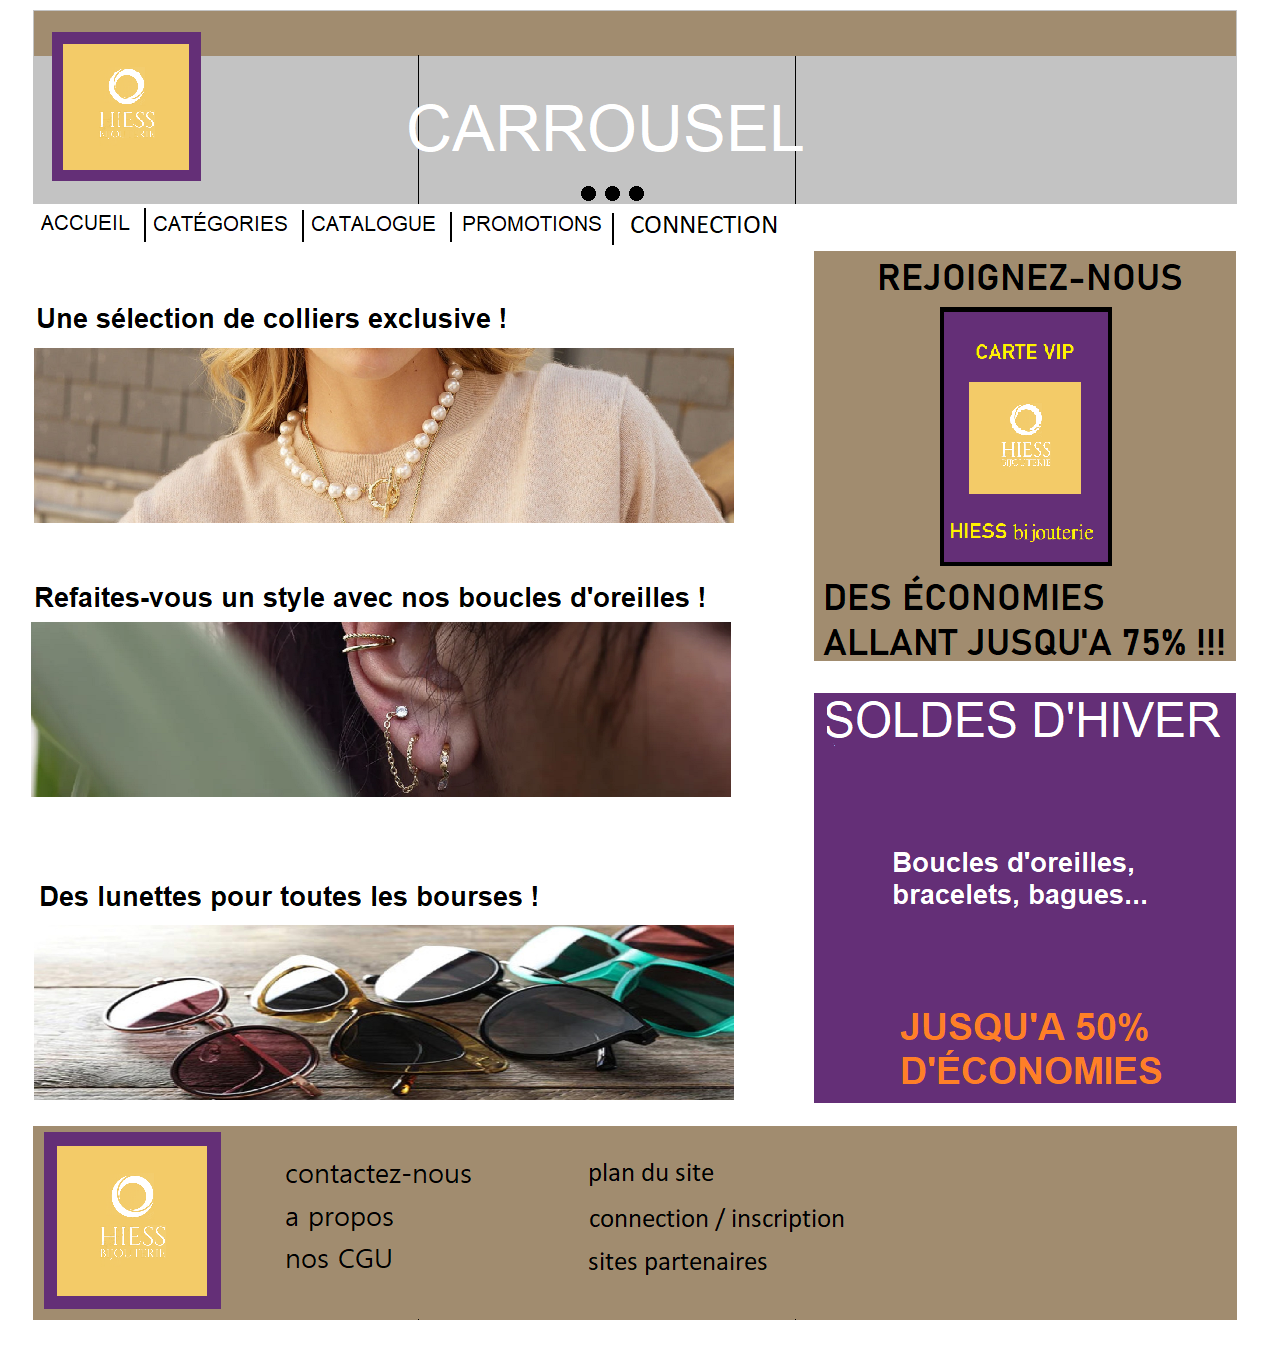 HIESS
BIJOUTERIE
CARROUSEL
ACCUEIL
CATÉGORIES
CATALOGUE
PROMOTIONS
CONNECTION
Une sélection de colliers exclusive !
Refaites-vous un style avec nos boucles d'oreilles !
Des lunettes pour toutes les bourses !
REJOIGNEZ-NOUS
CARTE VIP
HIESS
BIJOUTERIE
HIESS bijouterie
DES ÉCONOMIES
ALLANT JUSQU'A 75% !!!
SOLDES D'HIVER
Boucles d'oreilles,
bracelets, bagues...
JUSQU'A 50%
D'ÉCONOMIES
HIESS
BIJOUTERIE
contactez-nous
a propos
nos CGU
plan du site
connection / inscription
sites partenaires